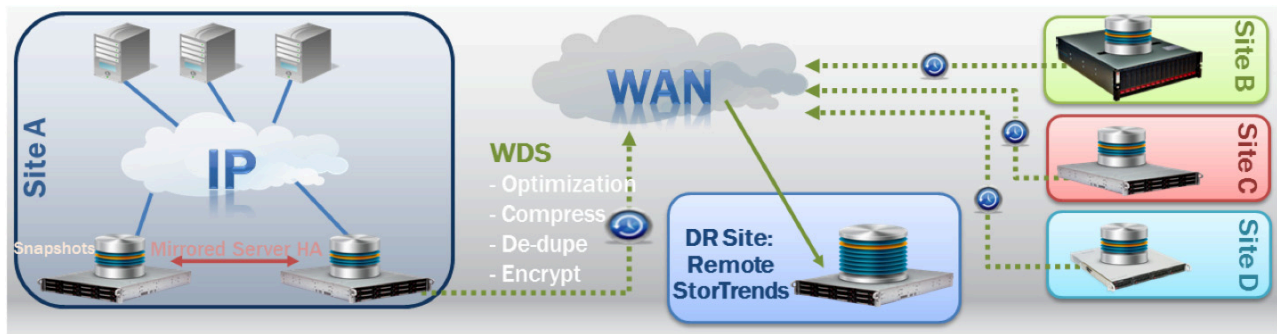 Site A
IP
Snapshots
Mirrored Server HA
WAN
WDS
- Optimization
- Compress
- De-dupe
- Encrypt
DR Site:
Remote
StorTrends
Site B
Site C
Site D